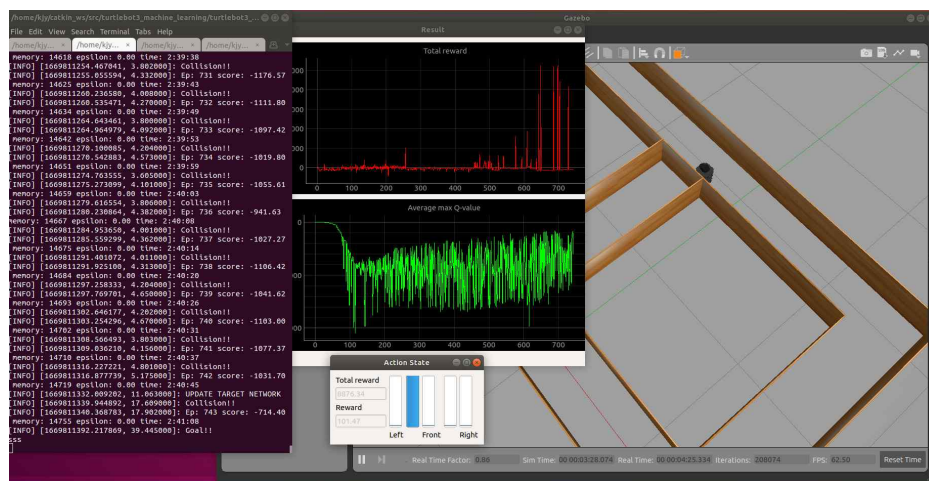 /home/kjy/catkin_ws/src/turtlebot3_machine_learning/turtlebot3_...
File Edit View Search Terminal Tabs Help
/home/kjy... × /home/kjy... × /home/kjy... × /home/kjy... ×
memory: 14618 epsilon: 0.00 time: 2:39:38
[INFO] [1669811254.467041, 3.802000]: Collision!!
[INFO] [1669811255.055594, 4.332000]: Ep: 731 score: -1176.57
memory: 14625 epsilon: 0.00 time: 2:39:43
[INFO] [1669811260.236580, 4.008000]: Collision!!
[INFO] [1669811260.535471, 4.270000]: Ep: 732 score: -1111.80
memory: 14634 epsilon: 0.00 time: 2:39:49
[INFO] [1669811264.643461, 3.800000]: Collision!!
[INFO] [1669811264.964979, 4.092000]: Ep: 733 score: -1097.42
memory: 14642 epsilon: 0.00 time: 2:39:53
[INFO] [1669811270.100085, 4.204000]: Collision!!
[INFO] [1669811270.542883, 4.573000]: Ep: 734 score: -1019.80
memory: 14651 epsilon: 0.00 time: 2:39:59
[INFO] [1669811274.763555, 3.605000]: Collision!!
[INFO] [1669811275.273099, 4.101000]: Ep: 735 score: -1055.61
memory: 14659 epsilon: 0.00 time: 2:40:03
[INFO] [1669811279.616554, 3.806000]: Collision!!
[INFO] [1669811280.230864, 4.382000]: Ep: 736 score: -941.63
memory: 14667 epsilon: 0.00 time: 2:40:08
[INFO] [1669811284.953650, 4.001000]: Collision!!
[INFO] [1669811285.559299, 4.362000]: Ep: 737 score: -1027.27
memory: 14675 epsilon: 0.00 time: 2:40:14
[INFO] [1669811291.401072, 4.011000]: Collision!!
[INFO] [1669811291.925100, 4.313000]: Ep: 738 score: -1106.42
memory: 14684 epsilon: 0.00 time: 2:40:20
[INFO] [1669811297.258333, 4.204000]: Collision!!
[INFO] [1669811297.769701, 4.650000]: Ep: 739 score: -1041.62
memory: 14693 epsilon: 0.00 time: 2:40:26
[INFO] [1669811302.646177, 4.202000]: Collision!!
[INFO] [1669811303.254296, 4.670000]: Ep: 740 score: -1103.00
memory: 14702 epsilon: 0.00 time: 2:40:31
[INFO] [1669811308.566493, 3.803000]: Collision!!
[INFO] [1669811309.036210, 4.156000]: Ep: 741 score: -1077.37
memory: 14710 epsilon: 0.00 time: 2:40:37
[INFO] [1669811316.227221, 4.801000]: Collision!!
[INFO] [1669811316.877739, 5.175000]: Ep: 742 score: -1031.70
memory: 14719 epsilon: 0.00 time: 2:40:45
[INFO] [1669811332.009202, 11.063000]: UPDATE TARGET NETWORK
[INFO] [1669811339.944892, 17.609000]: Collision!!
[INFO] [1669811340.368783, 17.902000]: Ep: 743 score: -714.40
memory: 14755 epsilon: 0.00 time: 2:41:08
[INFO] [1669811392.217869, 39.445000]: Goal!!
sss
Result
Total reward
000
000
000
000
0
0 100 200 300 400 500 600 700
Average max Q-value
0
000
000
0 100 200 300 400 500 600 700
Action State
Total reward
8876.34
Reward
101.47
Left Front Right
Gazebo
Real Time Factor: 0.66 Sim Time: 00 00:03:28.074 Real Time: 00 00:04:25.334 Iterations: 208074 FPS: 62.50 Reset Time